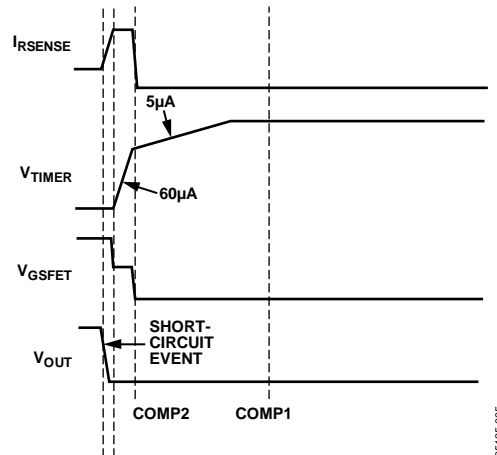 IRSENSE
5µA
VTIMER
60µA
VGSFET
SHORT-
CIRCUIT
EVENT
VOUT
COMP2 COMP1